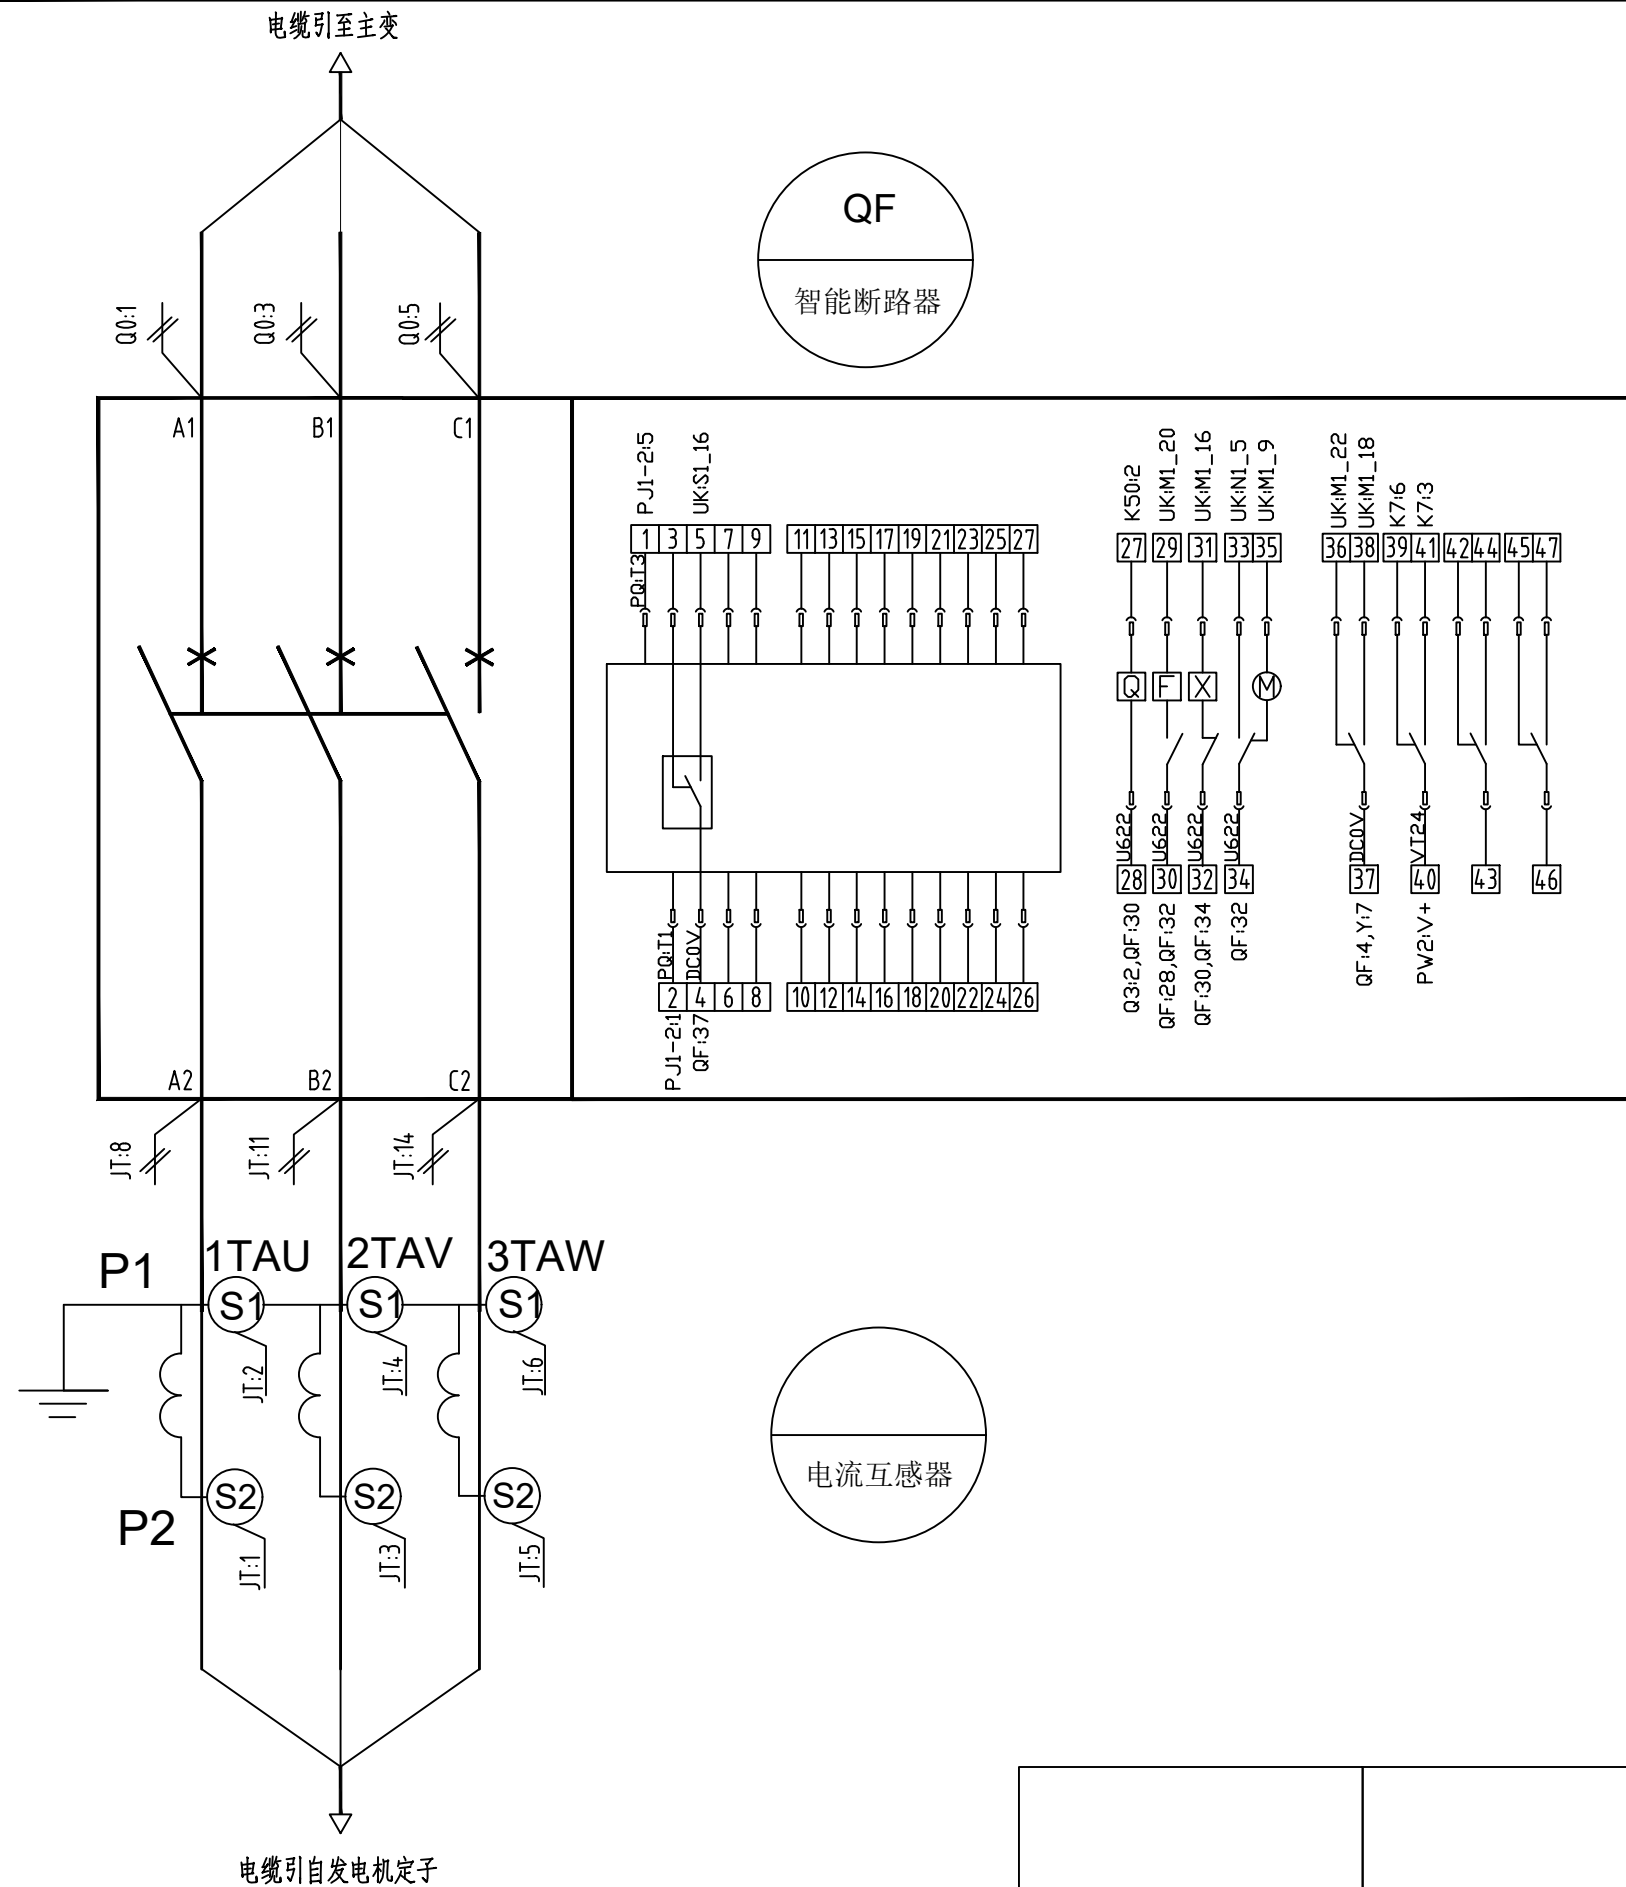 电缆引至主变
QF
智能断路器
Q0:1
Q0:3
Q0:5
A1
B1
C1
PJ1-2:5
UK:S1_16
K50:2
UK:M1_20
UK:M1_16
UK:N1_5
UK:M1_9
UK:M1_22
UK:M1_18
K7:6
K7:3
1 3 5 7 9
11 13 15 17 19 21 23 25 27
27 29 31 33 35
36 38 39 41 42 44 45 47
PQ:T3
Q F X M
U622
U622
U622
U622
DC0V
VT24
28 30 32 34
37 40 43 46
PQ:T1
DC0V
2 4 6 8
10 12 14 16 18 20 22 24 26
PJ1-2:1
QF:37
Q3:2,QF:30
QF:28,QF:32
QF:30,QF:34
QF:32
QF:4,Y:7
PW2:V+
A2
B2
C2
JT:8
JT:11
JT:14
P1
1TAU
2TAV
3TAW
S1
S1
S1
JT:2
JT:4
JT:6
电流互感器
P2
S2
S2
S2
JT:1
JT:3
JT:5
电缆引自发电机定子